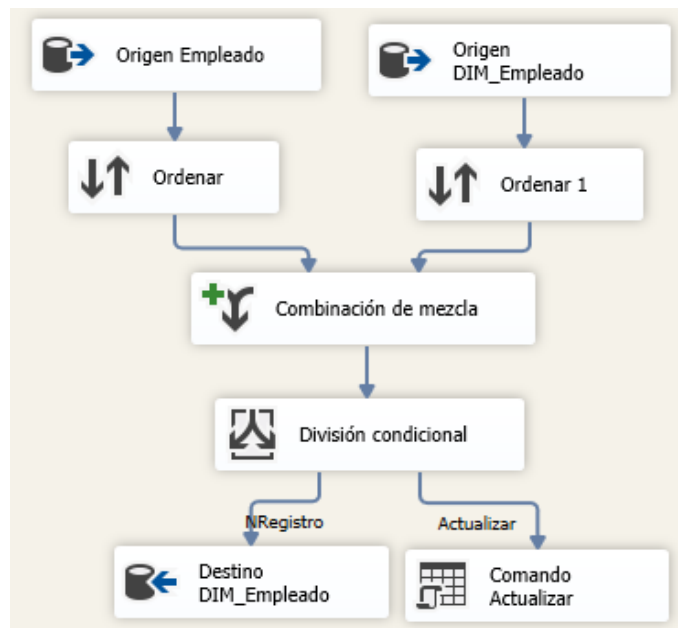 Origen Empleado
Origen
DIM_Empleado
Ordenar
Ordenar 1
Combinación de mezcla
División condicional
NRegistro
Actualizar
Destino
DIM_Empleado
Comando
Actualizar